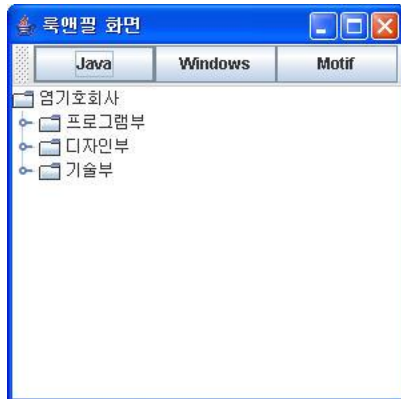 룩앤필 화면
Java Windows Motif
염기호회사
프로그램부
디자인부
기술부